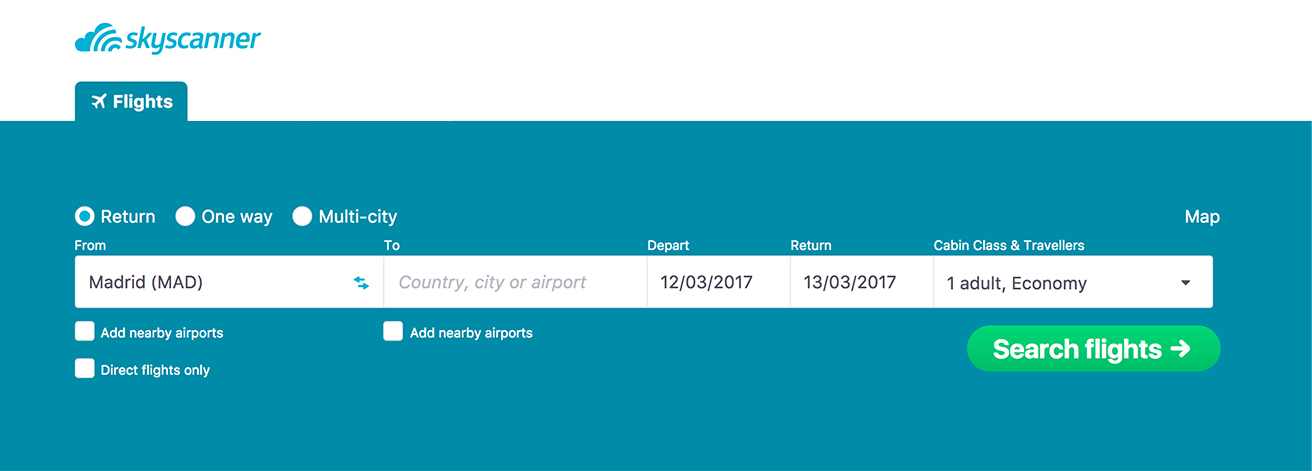 skyscanner
Flights
Return One way Multi-city Map
From To Depart Return Cabin Class & Travellers
Madrid (MAD) Country, city or airport 12/03/2017 13/03/2017 1 adult, Economy
Add nearby airports Add nearby airports
Search flights →
Direct flights only